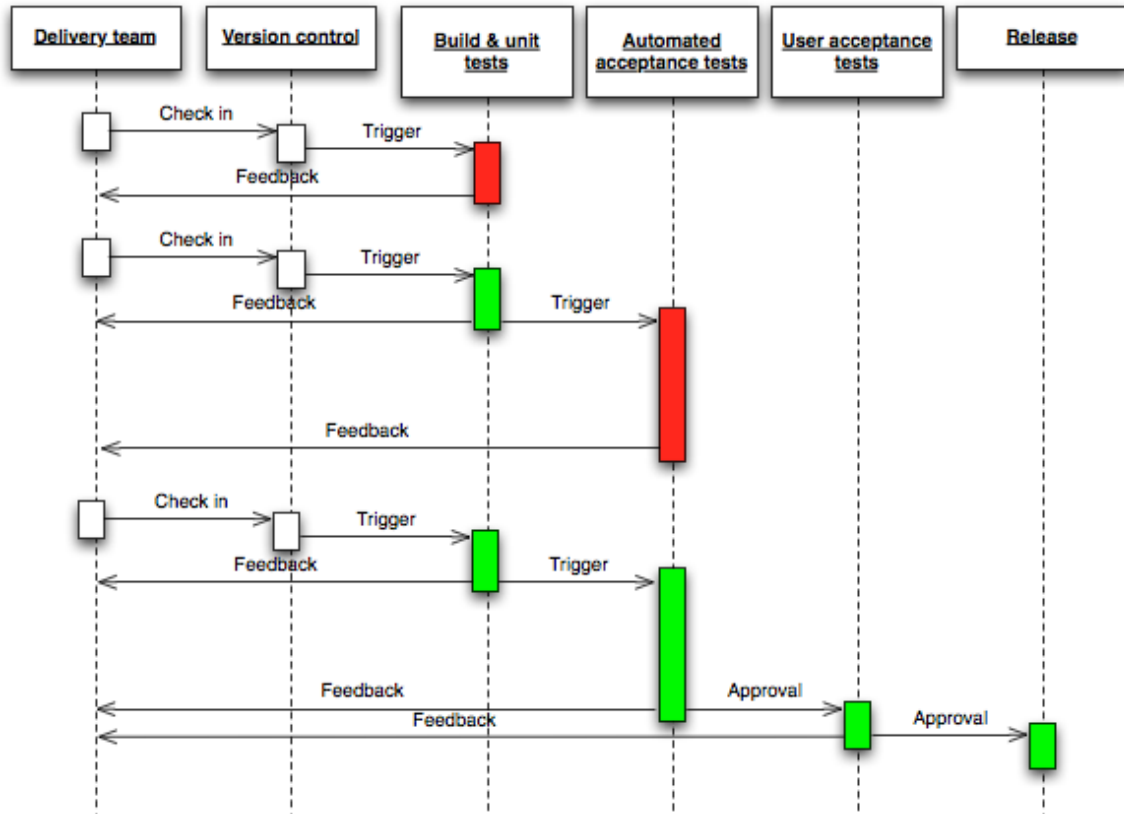 Delivery team
Version control
Build & unit
tests
Automated
acceptance tests
User acceptance
tests
Release
Check in
Trigger
Feedback
Check in
Trigger
Feedback
Trigger
Feedback
Check in
Trigger
Feedback
Trigger
Feedback
Approval
Feedback
Approval